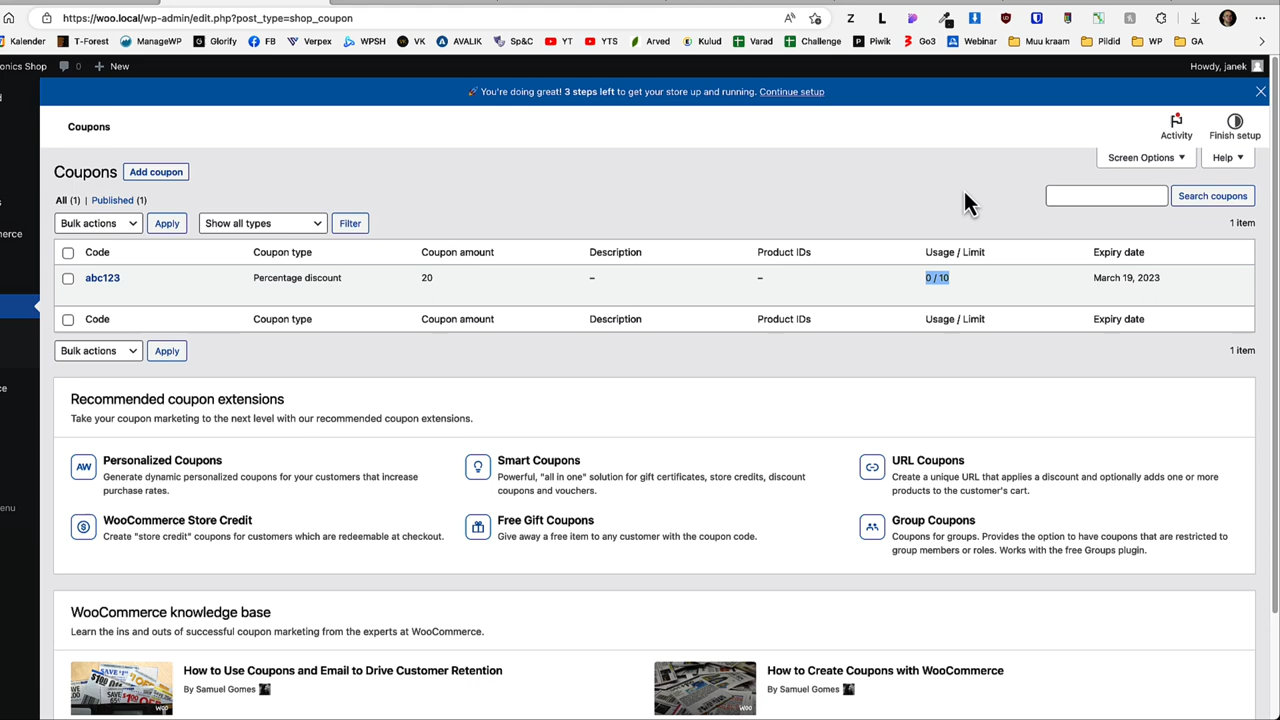 https://woo.local/wp-admin/edit.php?post_type=shop_coupon
Kalender T-Forest ManageWP Glorify FB Verpex WPSH VK AVALIK Sp&C YT YTS Arved Kulud Varad Challenge Piwik Go3 Webinar Muu kraam Pildid WP GA
onics Shop 0 New Howdy, janek
You're doing great! 3 steps left to get your store up and running. Continue setup
Coupons
Activity Finish setup
Screen Options Help
Coupons Add coupon
All (1) | Published (1)
Search coupons
Bulk actions Apply Show all types Filter 1 item
Code Coupon type Coupon amount Description Product IDs Usage / Limit Expiry date
abc123 Percentage discount 20 – – 0 / 10 March 19, 2023
Code Coupon type Coupon amount Description Product IDs Usage / Limit Expiry date
Bulk actions Apply 1 item
Recommended coupon extensions
Take your coupon marketing to the next level with our recommended coupon extensions.
AW
Personalized Coupons
Generate dynamic personalized coupons for your customers that increase
purchase rates.
Smart Coupons
Powerful, "all in one" solution for gift certificates, store credits, discount
coupons and vouchers.
URL Coupons
Create a unique URL that applies a discount and optionally adds one or more
products to the customer's cart.
WooCommerce Store Credit
Create "store credit" coupons for customers which are redeemable at checkout.
Free Gift Coupons
Give away a free item to any customer with the coupon code.
Group Coupons
Coupons for groups. Provides the option to have coupons that are restricted to
group members or roles. Works with the free Groups plugin.
WooCommerce knowledge base
Learn the ins and outs of successful coupon marketing from the experts at WooCommerce.
How to Use Coupons and Email to Drive Customer Retention
By Samuel Gomes
How to Create Coupons with WooCommerce
By Samuel Gomes